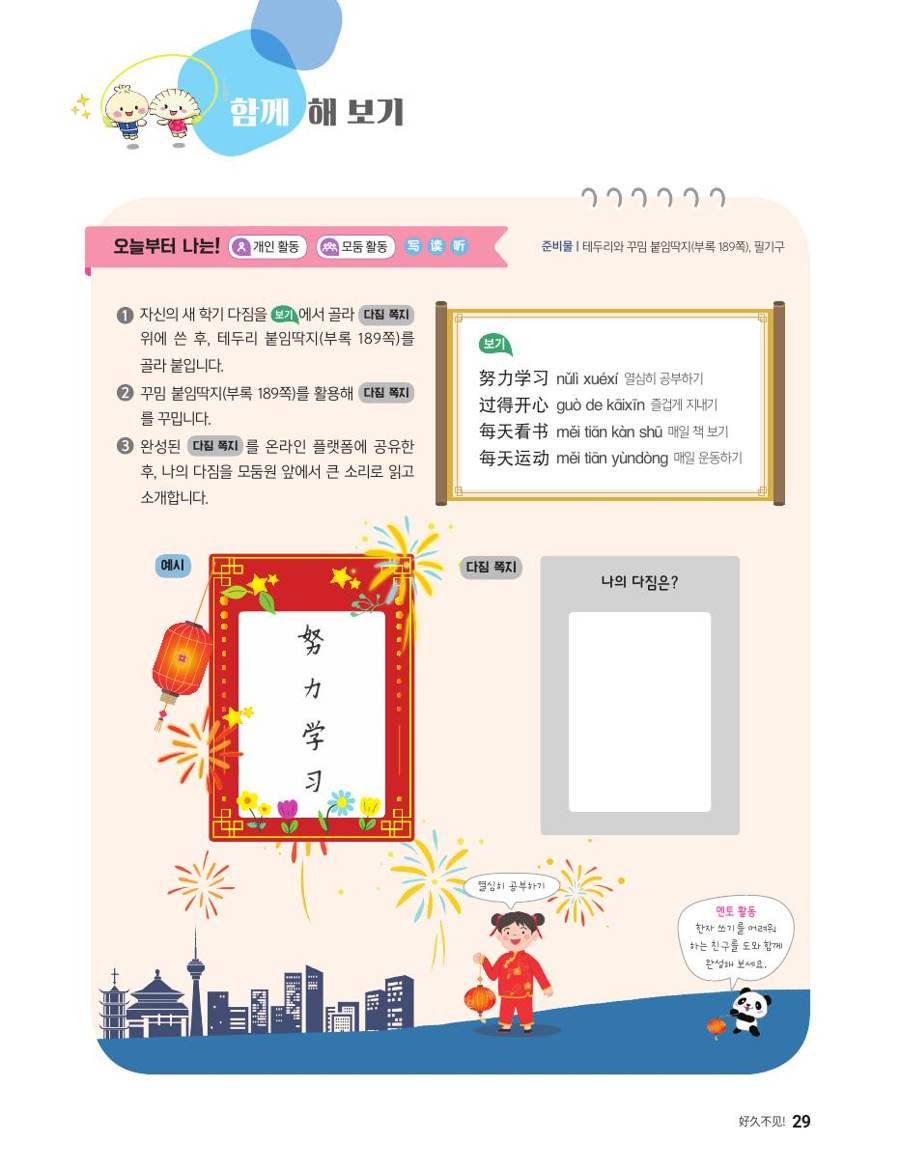 함께 해 보기
오늘부터 나는! 개인 활동 모둠 활동 写 读 听
준비물 | 테두리와 꾸밈 붙임딱지(부록 189쪽), 필기구
1 자신의 새 학기 다짐을 보기 에서 골라 다짐 쪽지
위에 쓴 후, 테두리 붙임딱지(부록 189쪽)를
골라 붙입니다.
2 꾸밈 붙임딱지(부록 189쪽)를 활용해 다짐 쪽지
를 꾸밉니다.
3 완성된 다짐 쪽지 를 온라인 플랫폼에 공유한
후, 나의 다짐을 모둠원 앞에서 큰 소리로 읽고
소개합니다.
보기
努力学习 nǔlì xuéxí 열심히 공부하기
过得开心 guò de kāixīn 즐겁게 지내기
每天看书 měi tiān kàn shū 매일 책 보기
每天运动 měi tiān yùndòng 매일 운동하기
예시
努
力
学
习
다짐 쪽지
나의 다짐은?
열심히 공부하기
멘토 활동
한자 쓰기를 어려워
하는 친구를 도와 함께
완성해 보세요.
好久不见! 29